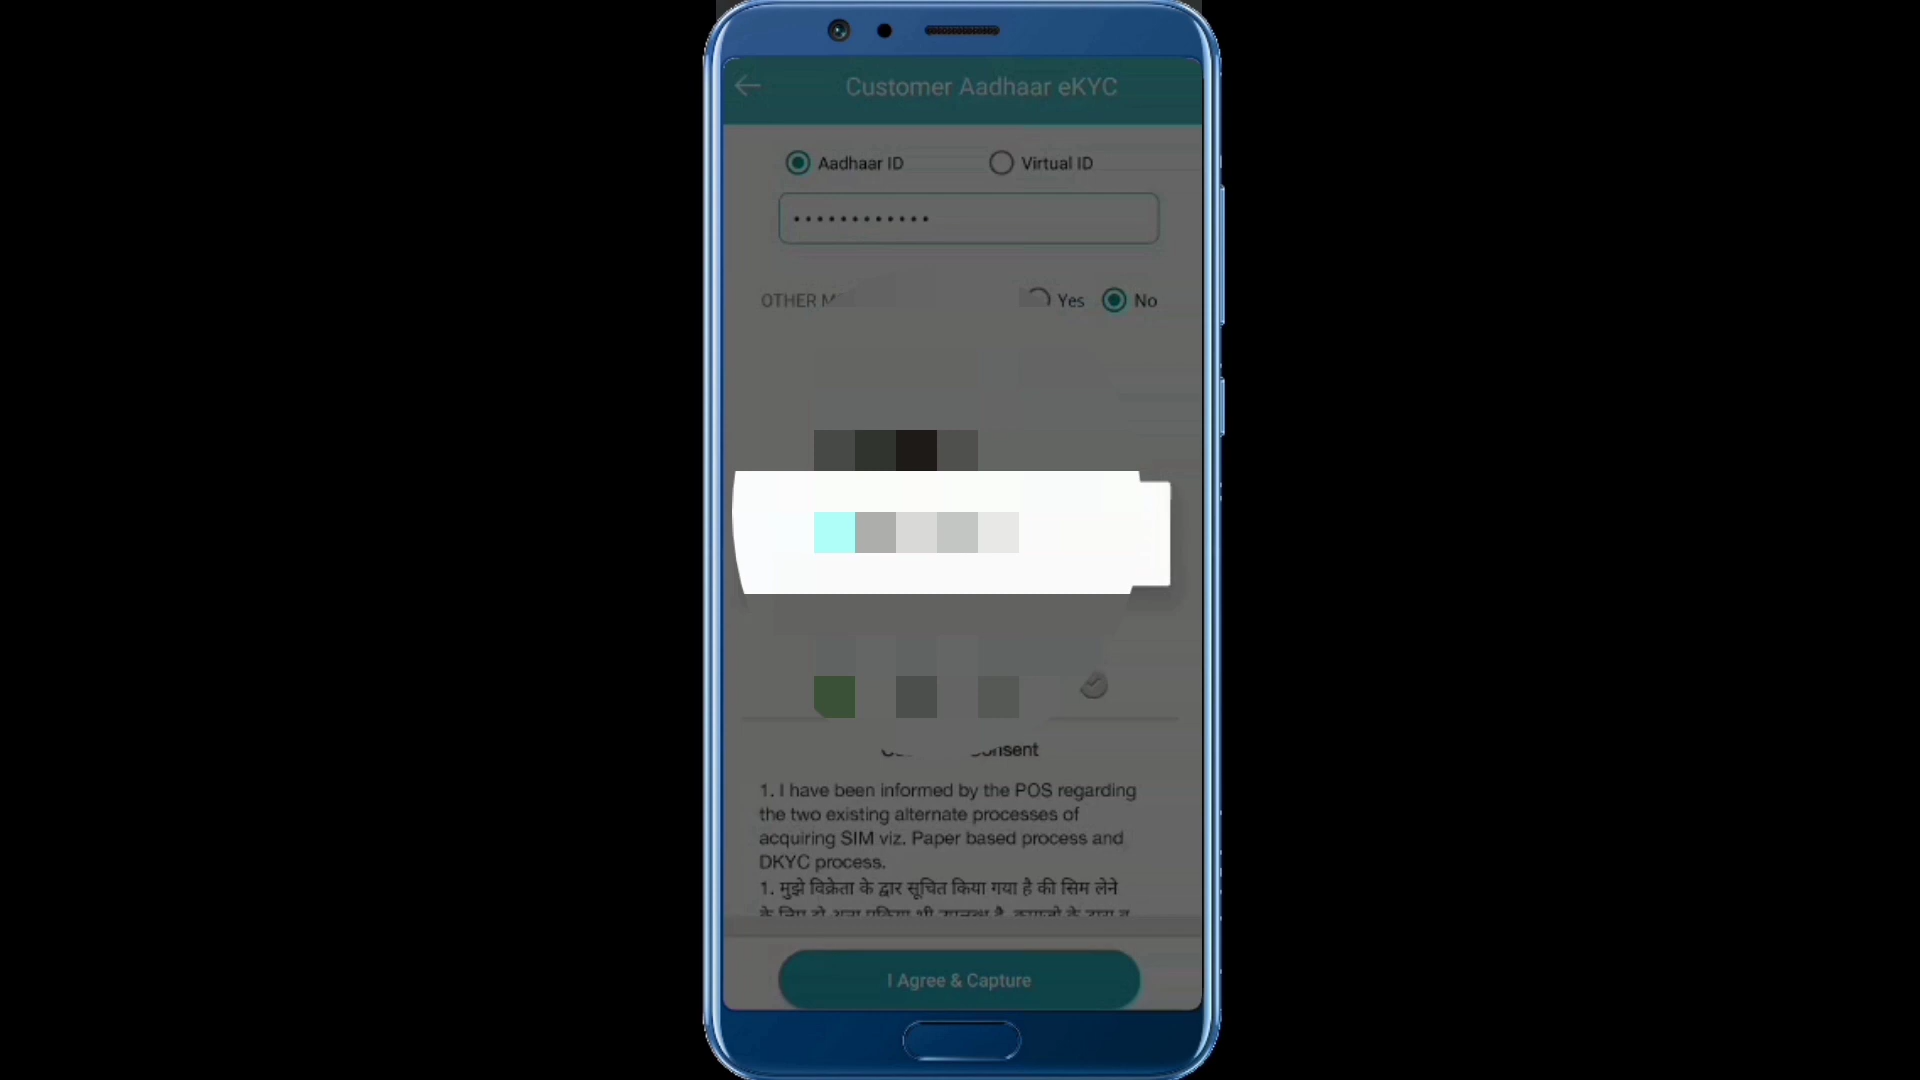 Customer Aadhaar eKYC
Aadhaar ID
Virtual ID
••••••••••••
OTHER
Yes
No
1. I have been informed by the POS regarding
the two existing alternate processes of
acquiring SIM viz. Paper based process and
DKYC process.
1. मुझे विक्रेता के द्वार सूचित किया गया है की सिम लेने
I Agree & Capture